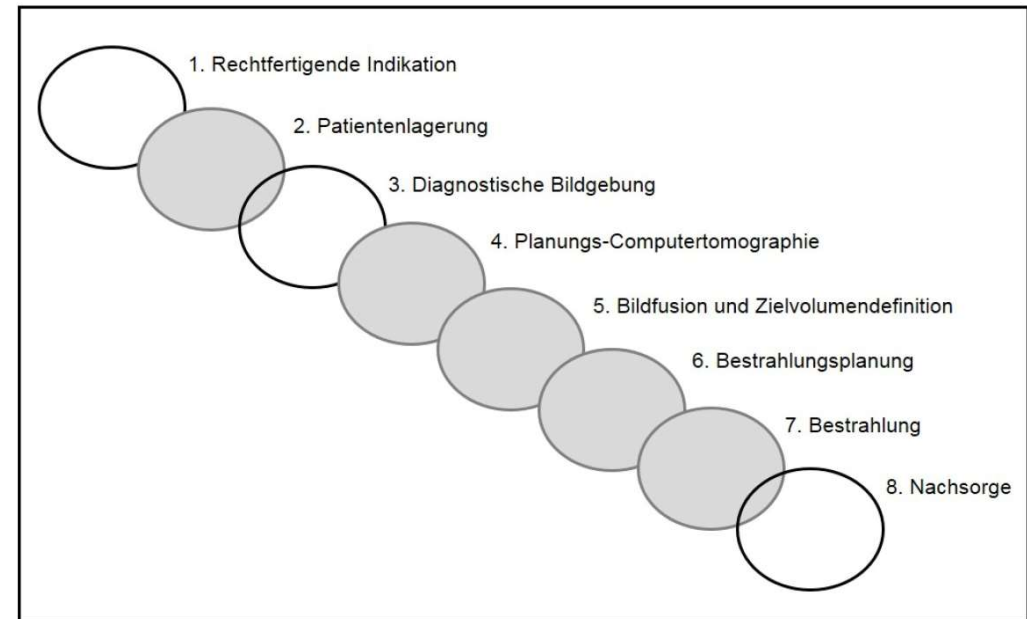 1. Rechtfertigende Indikation
2. Patientenlagerung
3. Diagnostische Bildgebung
4. Planungs-Computertomographie
5. Bildfusion und Zielvolumendefinition
6. Bestrahlungsplanung
7. Bestrahlung
8. Nachsorge